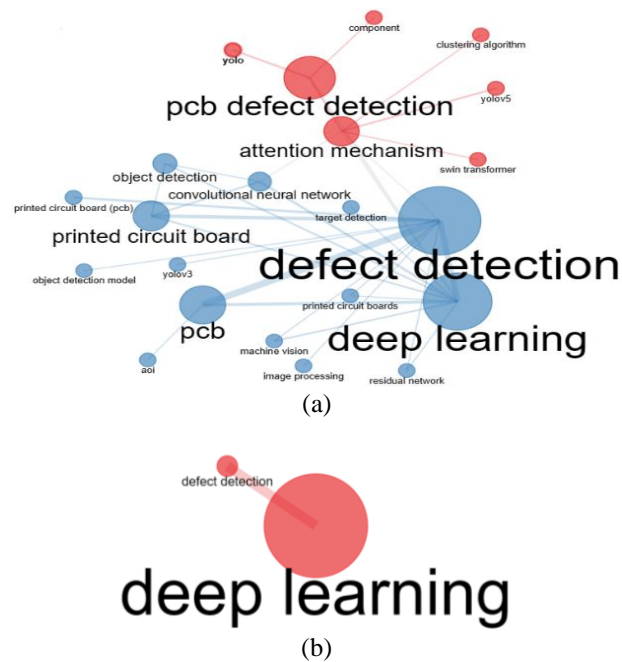 component
yolo
clustering algorithm
pcb defect detection
yolov5
attention mechanism
swin transformer
object detection
convolutional neural network
printed circuit board (pcb)
target detection
printed circuit board
defect detection
object detection model
yolov3
printed circuit boards
pcb
deep learning
machine vision
aoi
image processing
residual network
(a)
defect detection
deep learning
(b)